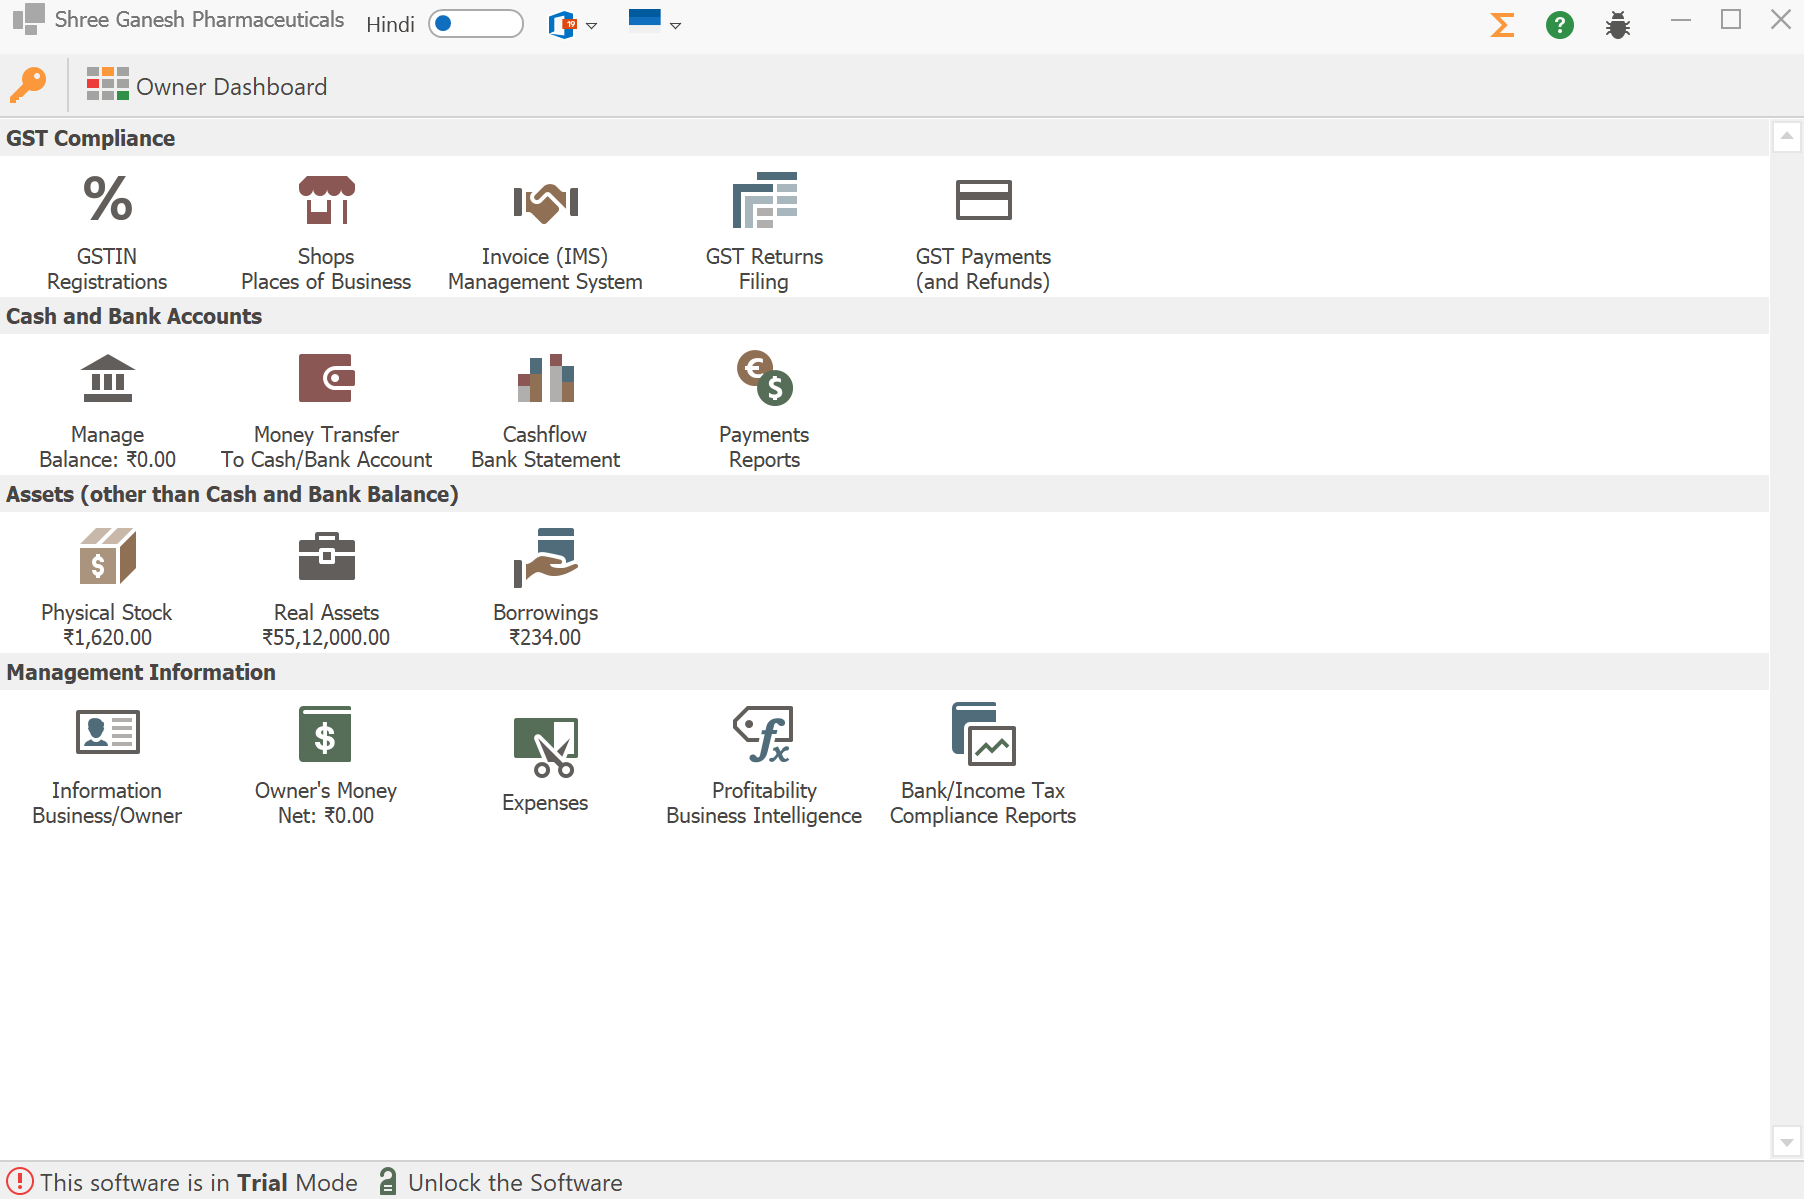 Shree Ganesh Pharmaceuticals Hindi 19
Owner Dashboard
GST Compliance
%
GSTIN
Registrations
Shops
Places of Business
Invoice (IMS)
Management System
GST Returns
Filing
GST Payments
(and Refunds)
Cash and Bank Accounts
Manage
Balance: ₹0.00
Money Transfer
To Cash/Bank Account
Cashflow
Bank Statement
€
$
Payments
Reports
Assets (other than Cash and Bank Balance)
$
Physical Stock
₹1,620.00
Real Assets
₹55,12,000.00
Borrowings
₹234.00
Management Information
Information
Business/Owner
$
Owner's Money
Net: ₹0.00
Expenses
fx
Profitability
Business Intelligence
Bank/Income Tax
Compliance Reports
This software is in Trial Mode Unlock the Software